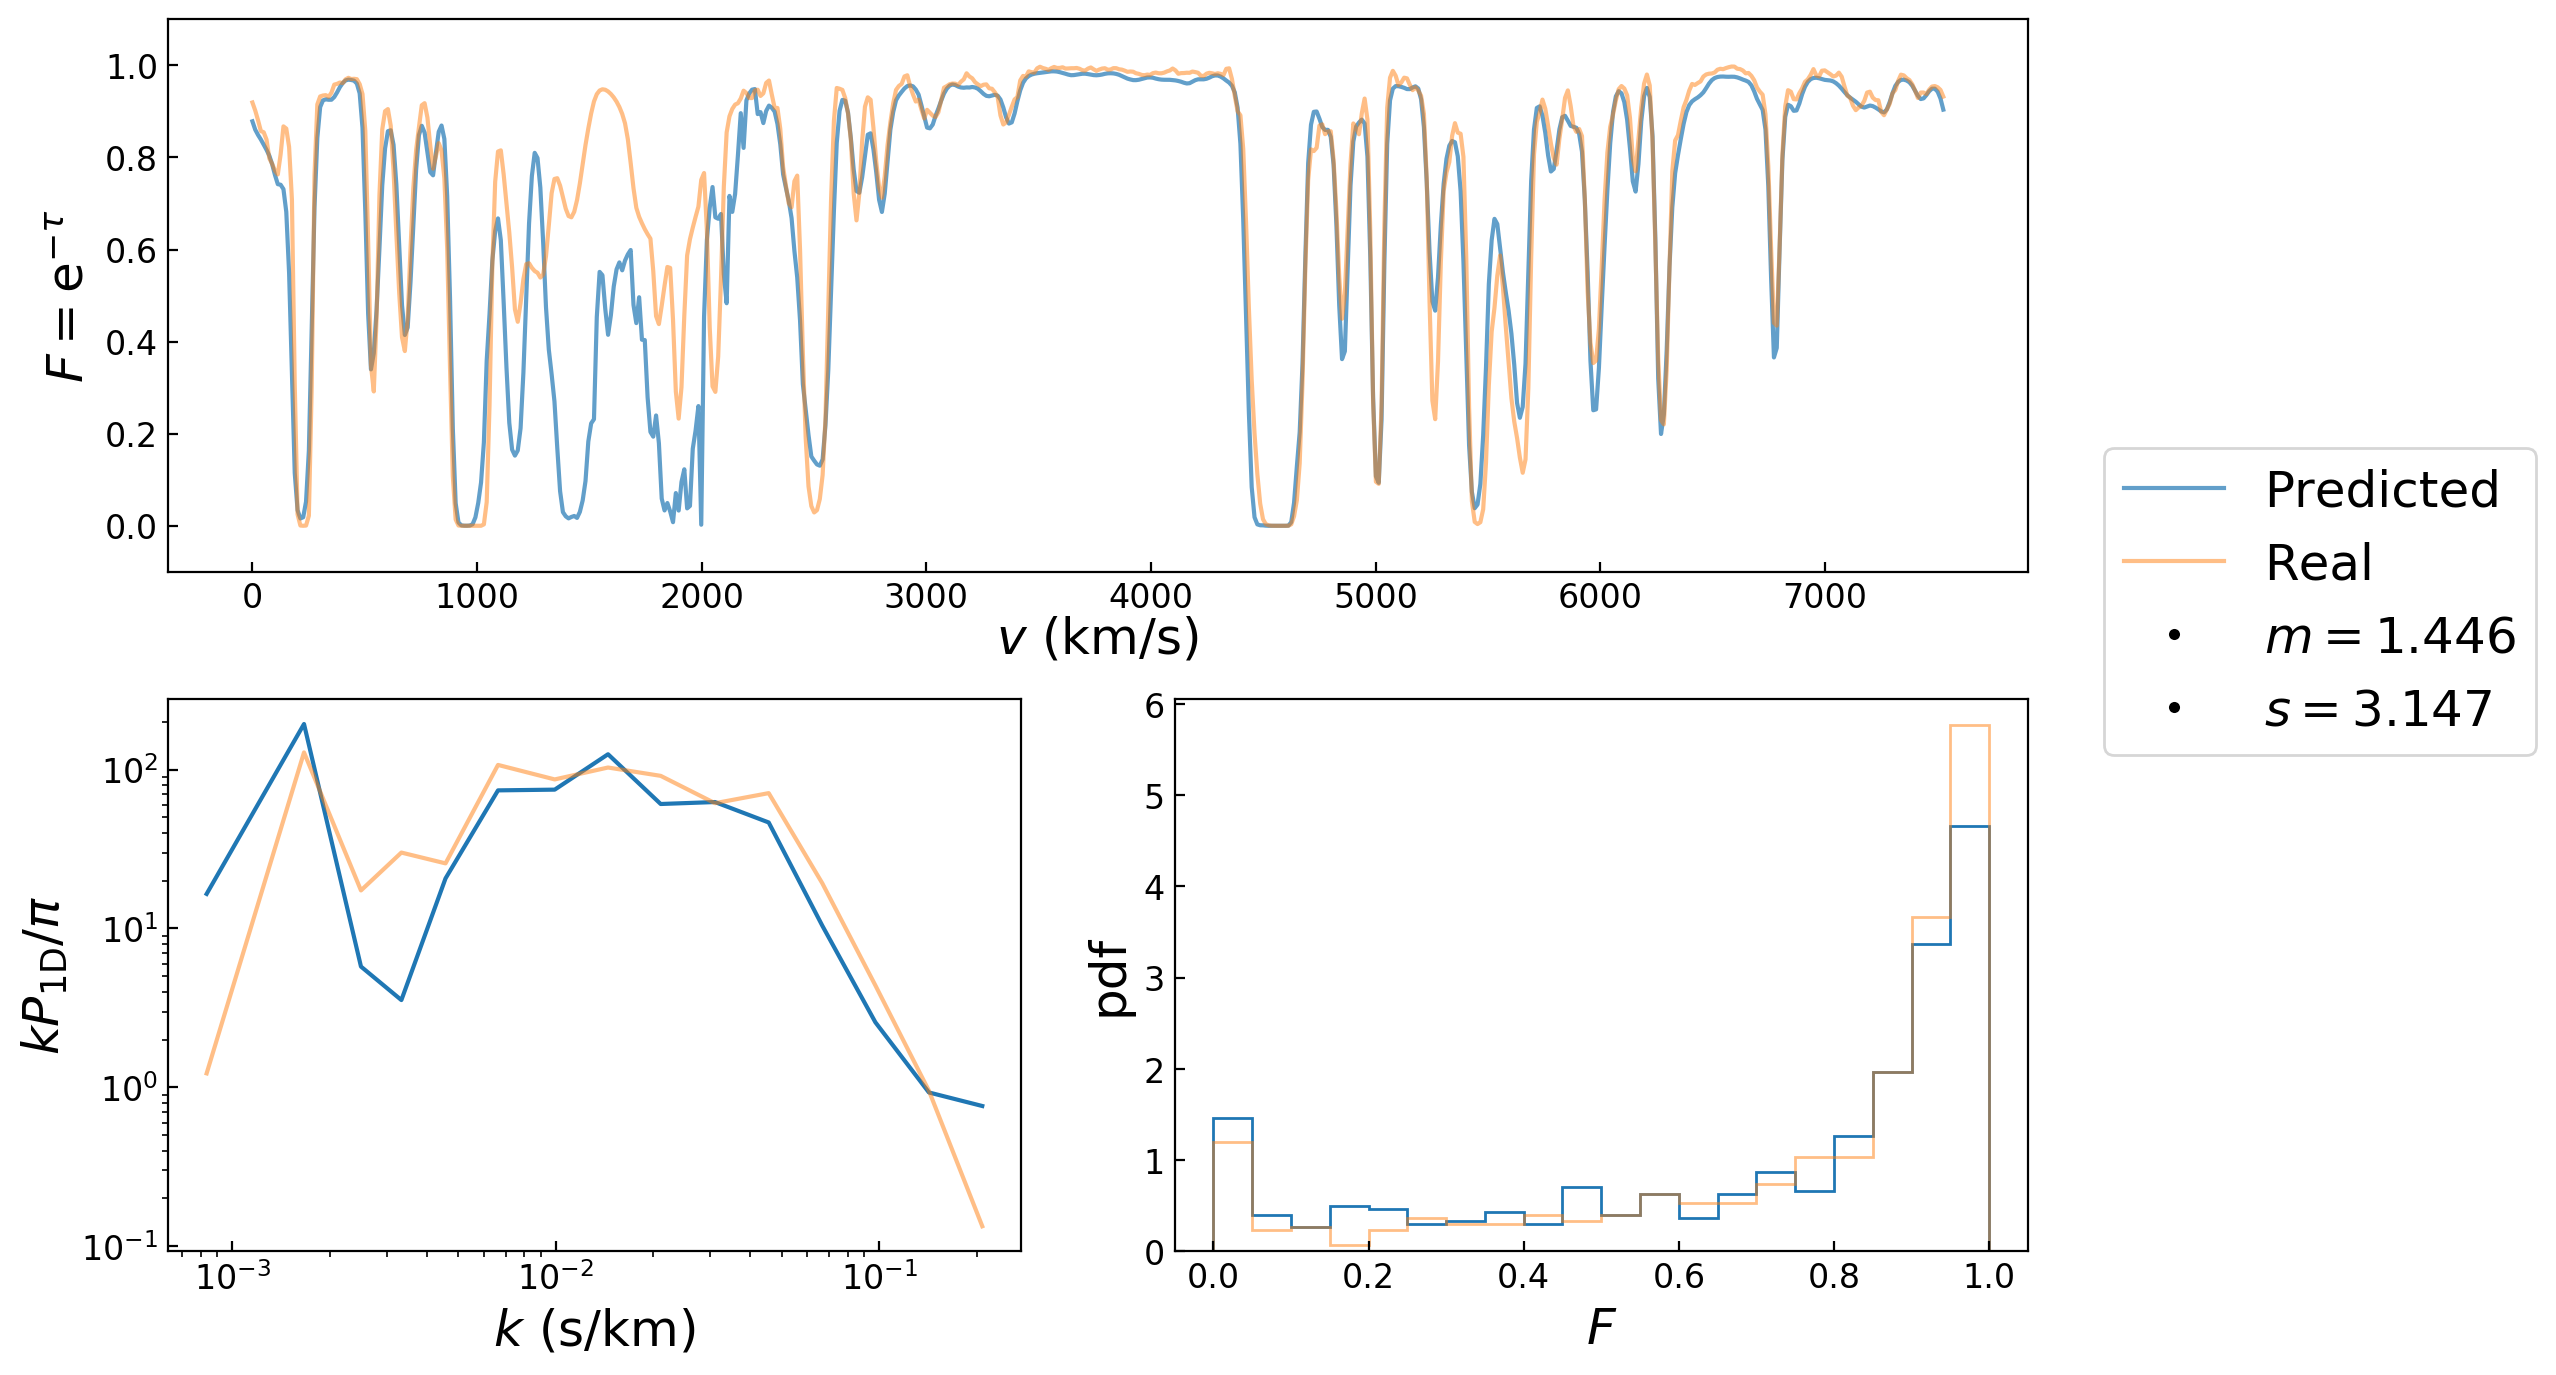 F = e^{-τ}
1.0
0.8
0.6
0.4
0.2
0.0
0 1000 2000 3000 4000 5000 6000 7000
v (km/s)
Predicted
Real
m = 1.446
s = 3.147
kP_{1D}/π
10^2
10^1
10^0
10^{-1}
10^{-3} 10^{-2} 10^{-1}
k (s/km)
pdf
6
5
4
3
2
1
0
0.0 0.2 0.4 0.6 0.8 1.0
F